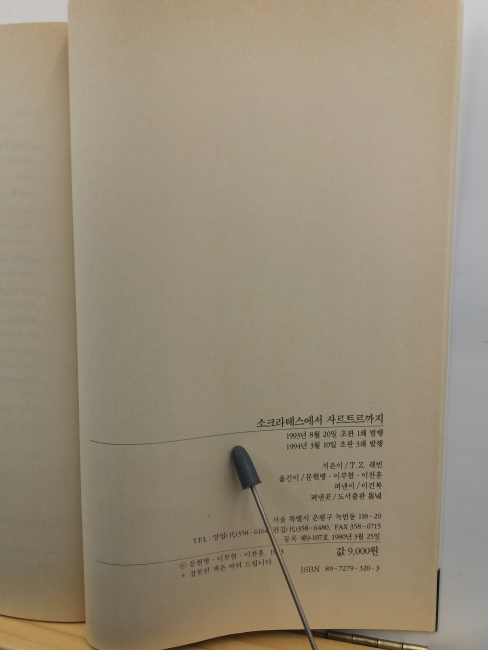 소크라테스에서 사르트르까지
1993년 8월 20일 초판 1쇄 발행
1994년 3월 10일 초판 3쇄 발행
지은이/T.Z. 래빈
옮긴이/문현병·이부현·이찬훈
펴낸이/이건복
펴낸곳/도서출판 동녘
서울 특별시 은평구 녹번동 118-20
TEL 영업(代)358-6164 편집(代)358-6480, FAX 358-6715
등록 제9-107호 1980년 3월 25일
ⓒ 문현병·이부현·이찬훈,
값 9,000원
* 잘못된 책은 바꿔 드립니다.
ISBN 89-7279-320-3